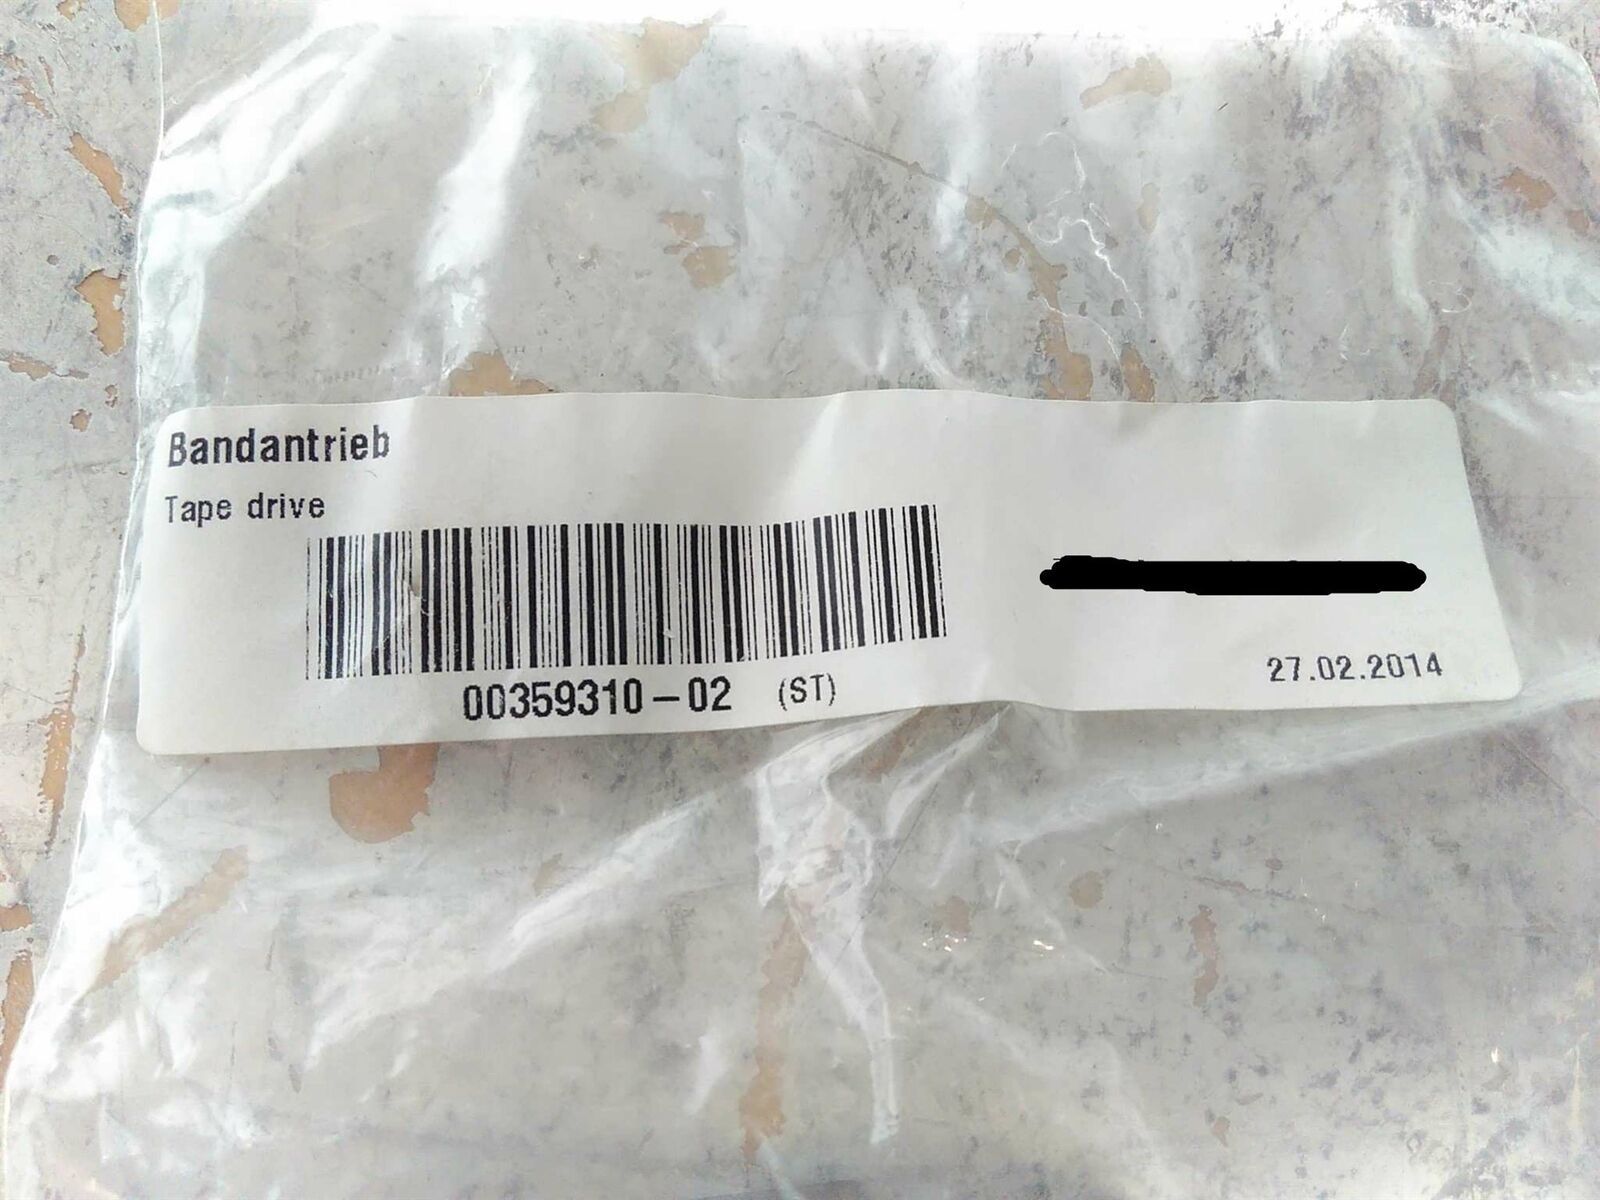 Bandantrieb
Tape drive
00359310-02 (ST)
27.02.2014